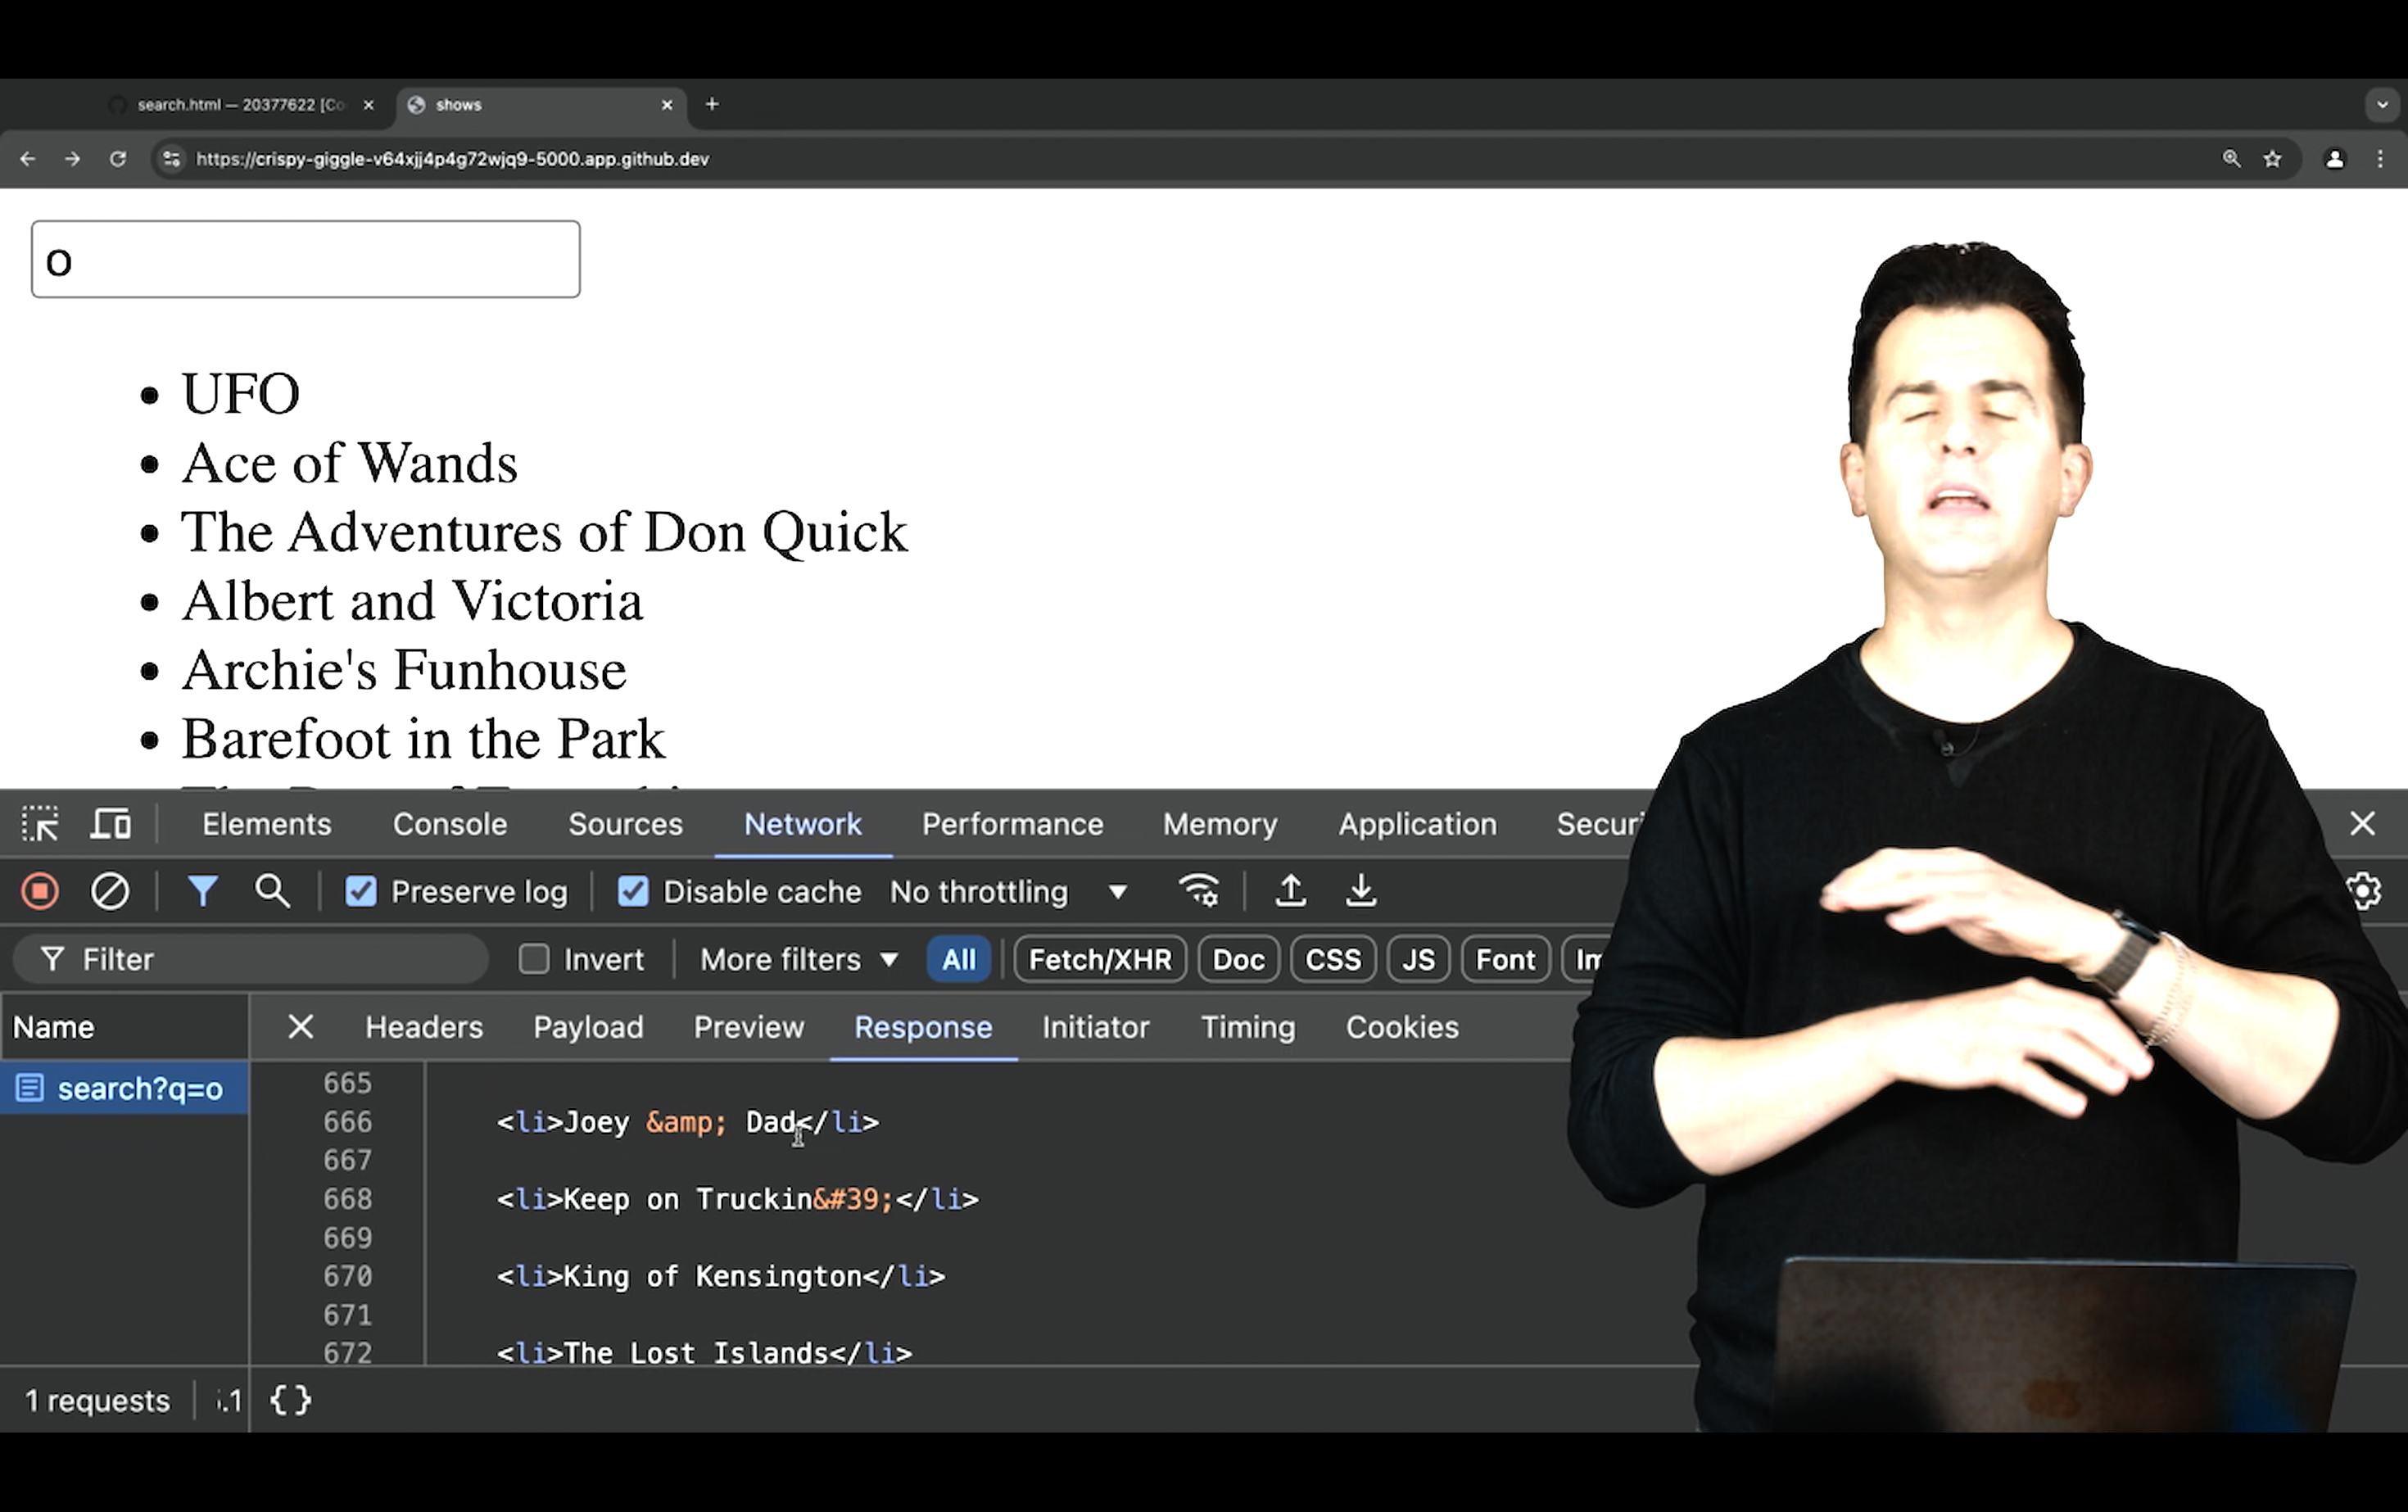 search.html — 20377622 [Co
shows
https://crispy-giggle-v64xjj4p4g72wjq9-5000.app.github.dev
o
UFO
Ace of Wands
The Adventures of Don Quick
Albert and Victoria
Archie's Funhouse
Barefoot in the Park
Elements Console Sources Network Performance Memory Application Securi
Preserve log Disable cache No throttling
Filter Invert More filters All Fetch/XHR Doc CSS JS Font Im
Name Headers Payload Preview Response Initiator Timing Cookies
search?q=o
665
666 <li>Joey &amp; Dad</li>
667
668 <li>Keep on Truckin&#39;</li>
669
670 <li>King of Kensington</li>
671
672 <li>The Lost Islands</li>
1 requests .1 {}